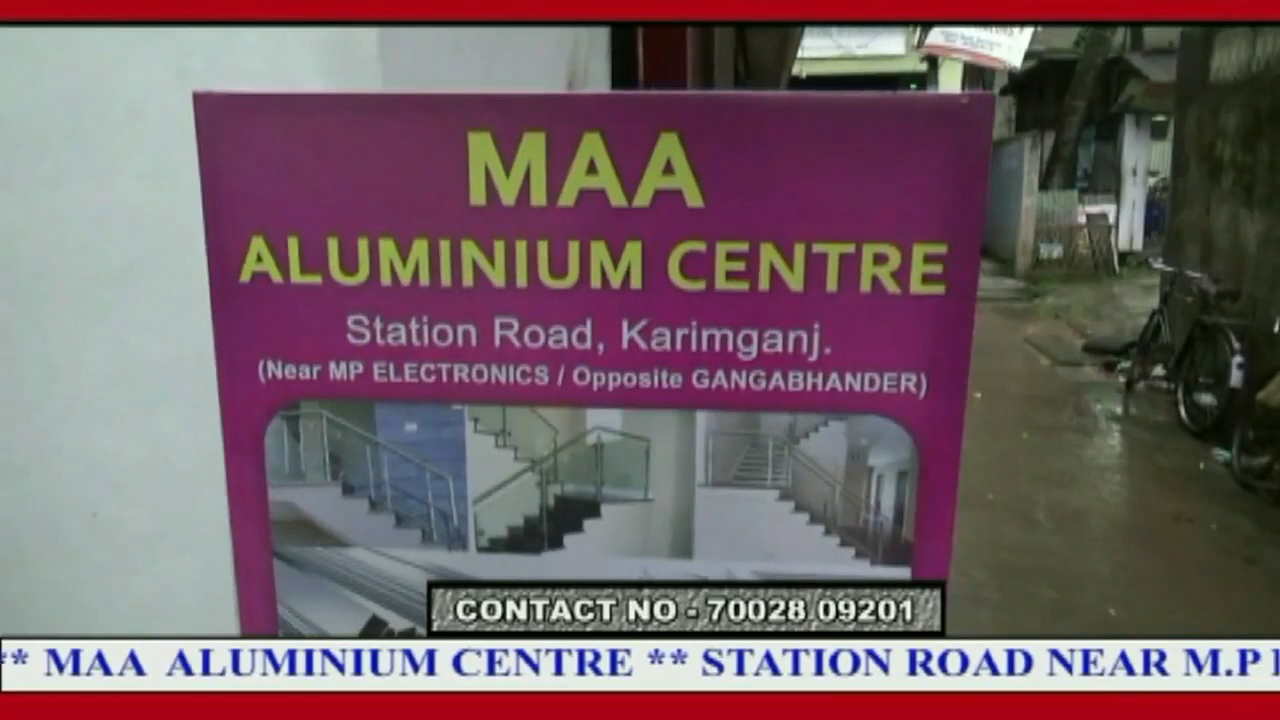 MAA
ALUMINIUM CENTRE
Station Road, Karimganj.
(Near MP ELECTRONICS / Opposite GANGABHANDER)
CONTACT NO - 70028 09201
** MAA ALUMINIUM CENTRE ** STATION ROAD NEAR M.P